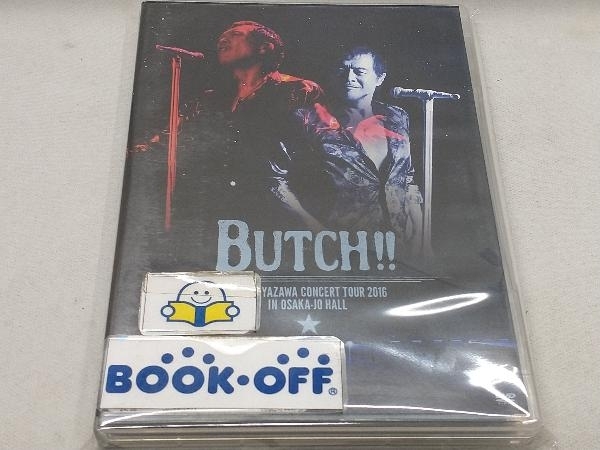 BUTCH!!
YAZAWA CONCERT TOUR 2016
IN OSAKA-JO HALL
BOOK·OFF®